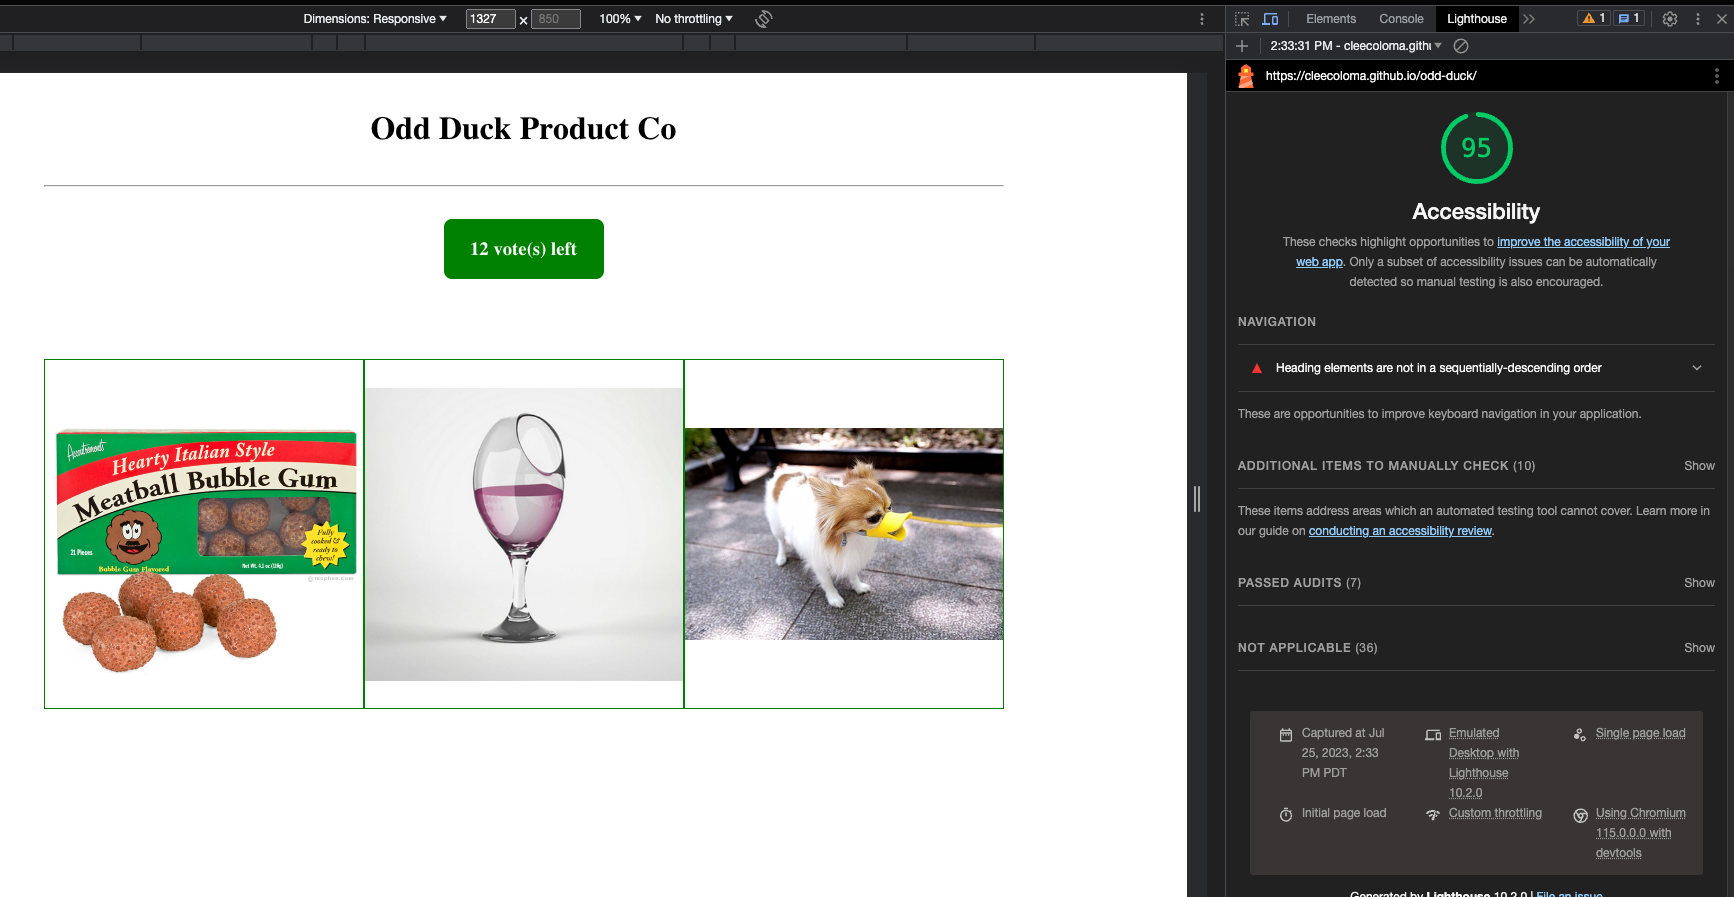 Dimensions: Responsive ▼ 1327 × 850 100% ▼ No throttling ▼
Elements Console Lighthouse 1 1
2:33:31 PM - cleecoloma.githu
https://cleecoloma.github.io/odd-duck/
Odd Duck Product Co
12 vote(s) left
Accoutrements
Hearty Italian Style
Meatball Bubble Gum
21 Pieces
Bubble Gum Flavored
Net Wt. 4.1 oz (116g)
Fully
cooked &
ready to
chew!
© mcphee.com
95
Accessibility
These checks highlight opportunities to improve the accessibility of your
web app. Only a subset of accessibility issues can be automatically
detected so manual testing is also encouraged.
NAVIGATION
Heading elements are not in a sequentially-descending order
These are opportunities to improve keyboard navigation in your application.
ADDITIONAL ITEMS TO MANUALLY CHECK (10) Show
These items address areas which an automated testing tool cannot cover. Learn more in
our guide on conducting an accessibility review.
PASSED AUDITS (7) Show
NOT APPLICABLE (36) Show
Captured at Jul
25, 2023, 2:33
PM PDT
Emulated
Desktop with
Lighthouse
10.2.0
Single page load
Initial page load
Custom throttling
Using Chromium
115.0.0.0 with
devtools
Generated by Lighthouse 10.2.0 | File an issue